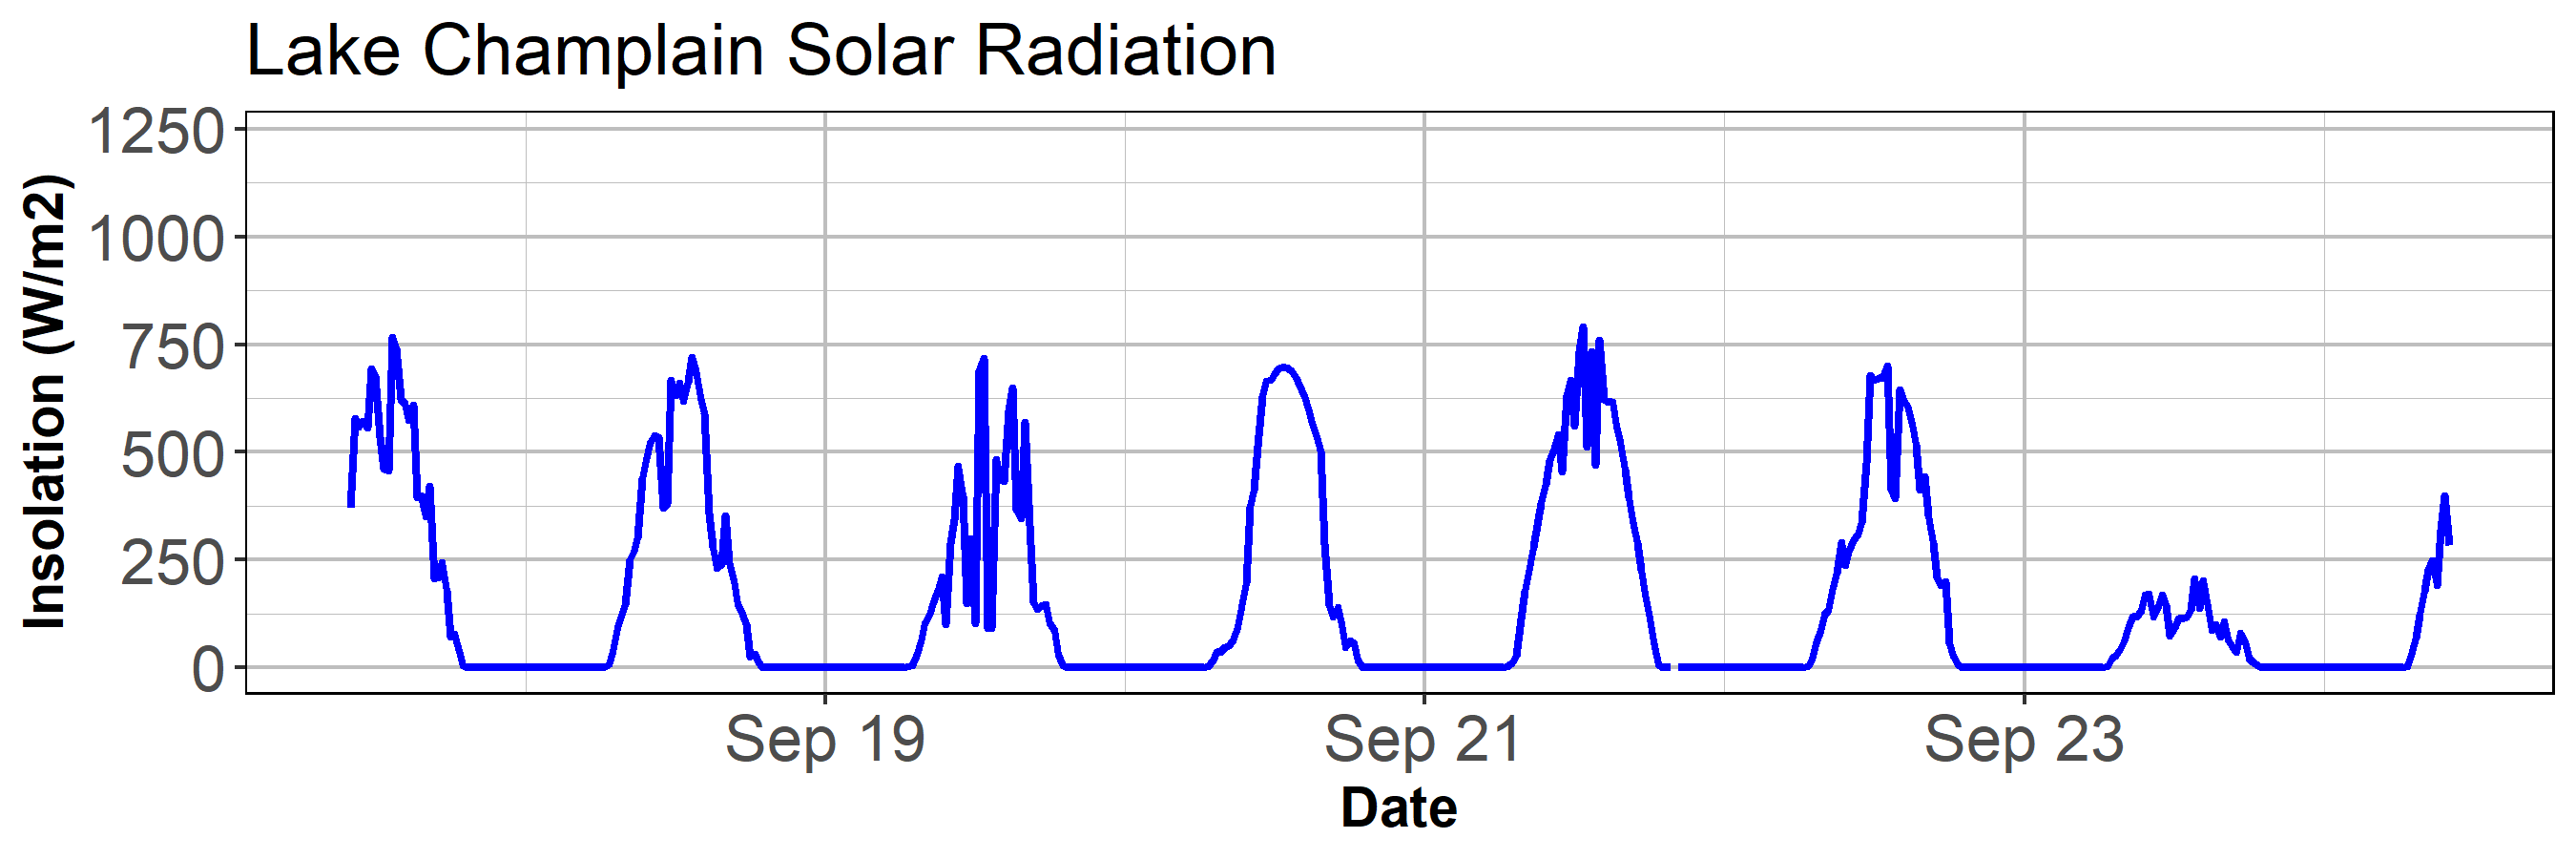 Lake Champlain Solar Radiation
Insolation (W/m2)
1250
1000
750
500
250
0
Sep 19 Sep 21 Sep 23
Date